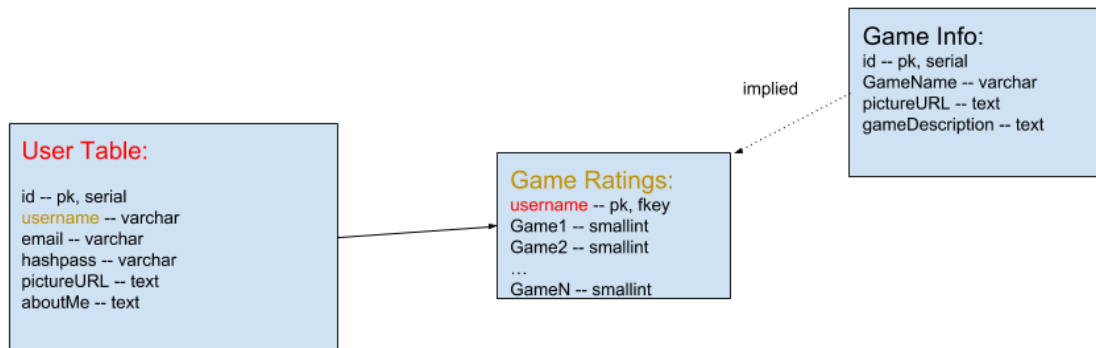 User Table:
id -- pk, serial
username -- varchar
email -- varchar
hashpass -- varchar
pictureURL -- text
aboutMe -- text
Game Ratings:
username -- pk, fkey
Game1 -- smallint
Game2 -- smallint
...
GameN -- smallint
implied
Game Info:
id -- pk, serial
GameName -- varchar
pictureURL -- text
gameDescription -- text